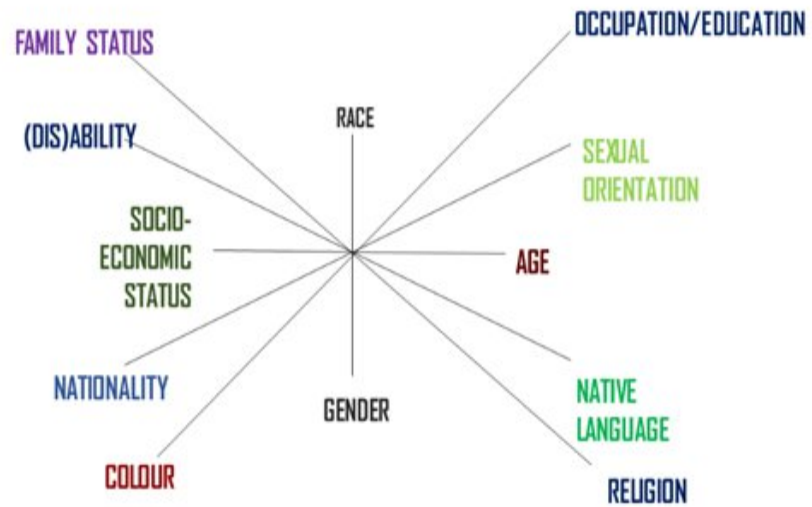 OCCUPATION/EDUCATION
FAMILY STATUS
RACE
(DIS)ABILITY
SEXUAL
ORIENTATION
SOCIO-
ECONOMIC
STATUS
AGE
NATIONALITY
NATIVE
LANGUAGE
GENDER
COLOUR
RELIGION